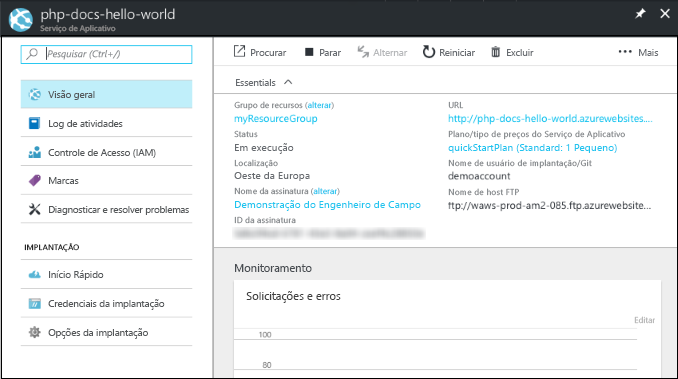 php-docs-hello-world
Serviço de Aplicativo
Pesquisar (Ctrl+/)
Visão geral
Log de atividades
Controle de Acesso (IAM)
Marcas
Diagnosticar e resolver problemas
IMPLANTAÇÃO
Início Rápido
Credenciais da implantação
Opções da implantação
Procurar
Parar
Alternar
Reiniciar
Excluir
Mais
Essentials
Grupo de recursos (alterar)
myResourceGroup
Status
Em execução
Localização
Oeste da Europa
Nome da assinatura (alterar)
Demonstração do Engenheiro de Campo
ID da assinatura
URL
http://php-docs-hello-world.azurewebsites....
Plano/tipo de preços do Serviço de Aplicativo
quickStartPlan (Standard: 1 Pequeno)
Nome de usuário de implantação/Git
demoaccount
Nome de host FTP
ftp://waws-prod-am2-085.ftp.azurewebsite...
Monitoramento
Solicitações e erros
Editar
100
80